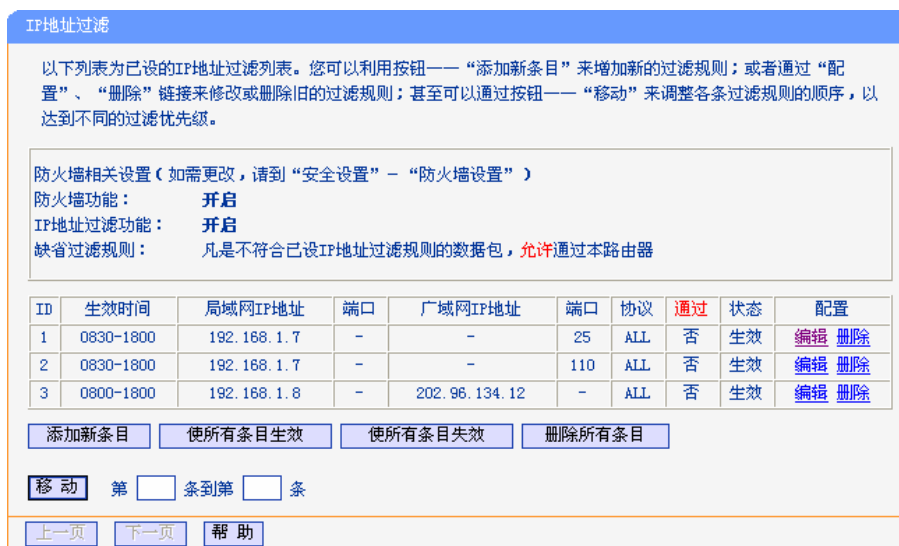 IP地址过滤
以下列表为已设的IP地址过滤列表。您可以利用按钮——“添加新条目”来增加新的过滤规则；或者通过“配
置”、“删除”链接来修改或删除旧的过滤规则；甚至可以通过按钮——“移动”来调整各条过滤规则的顺序，以
达到不同的过滤优先级。
防火墙相关设置(如需更改，请到“安全设置”－“防火墙设置”)
防火墙功能： 开启
IP地址过滤功能： 开启
缺省过滤规则： 凡是不符合已设IP地址过滤规则的数据包，允许通过本路由器
ID 生效时间 局域网IP地址 端口 广域网IP地址 端口 协议 通过 状态 配置
1 0830-1800 192.168.1.7 - - 25 ALL 否 生效 编辑 删除
2 0830-1800 192.168.1.7 - - 110 ALL 否 生效 编辑 删除
3 0800-1800 192.168.1.8 - 202.96.134.12 - ALL 否 生效 编辑 删除
添加新条目 使所有条目生效 使所有条目失效 删除所有条目
移 动 第 条到第 条
上一页 下一页 帮 助